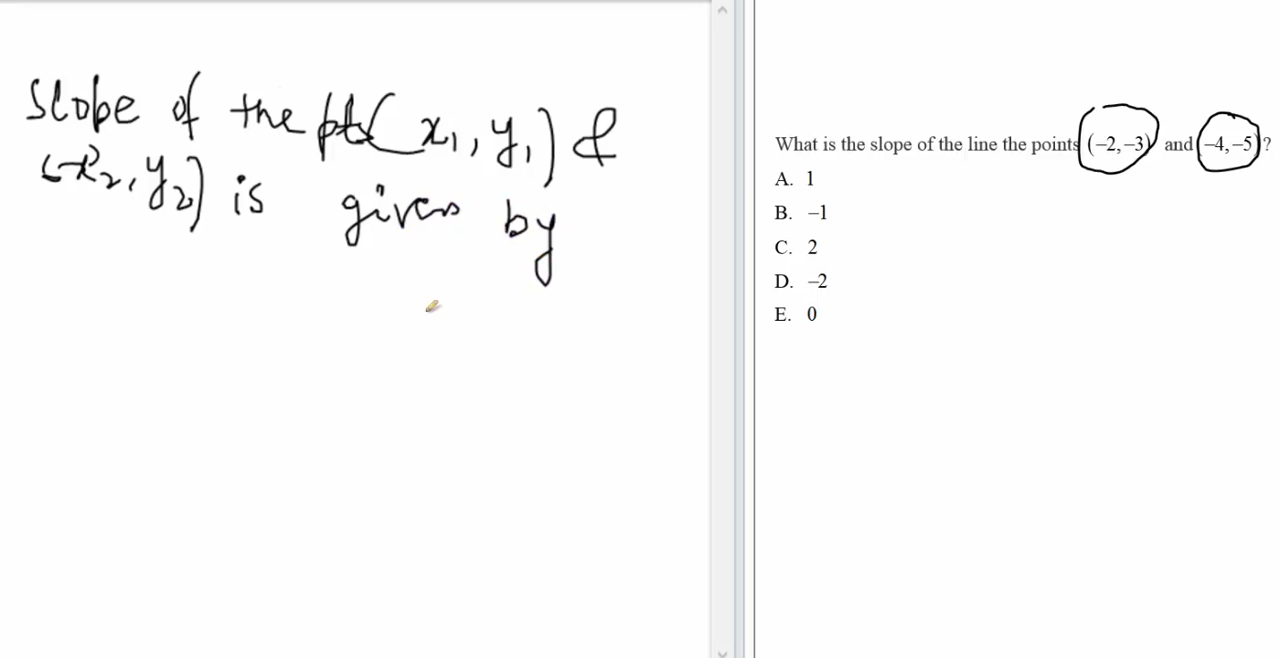 Slope of the pts (x₁, y₁) &
(x₂, y₂) is given by
What is the slope of the line the points (−2,−3) and (−4,−5)?
A. 1
B. −1
C. 2
D. −2
E. 0